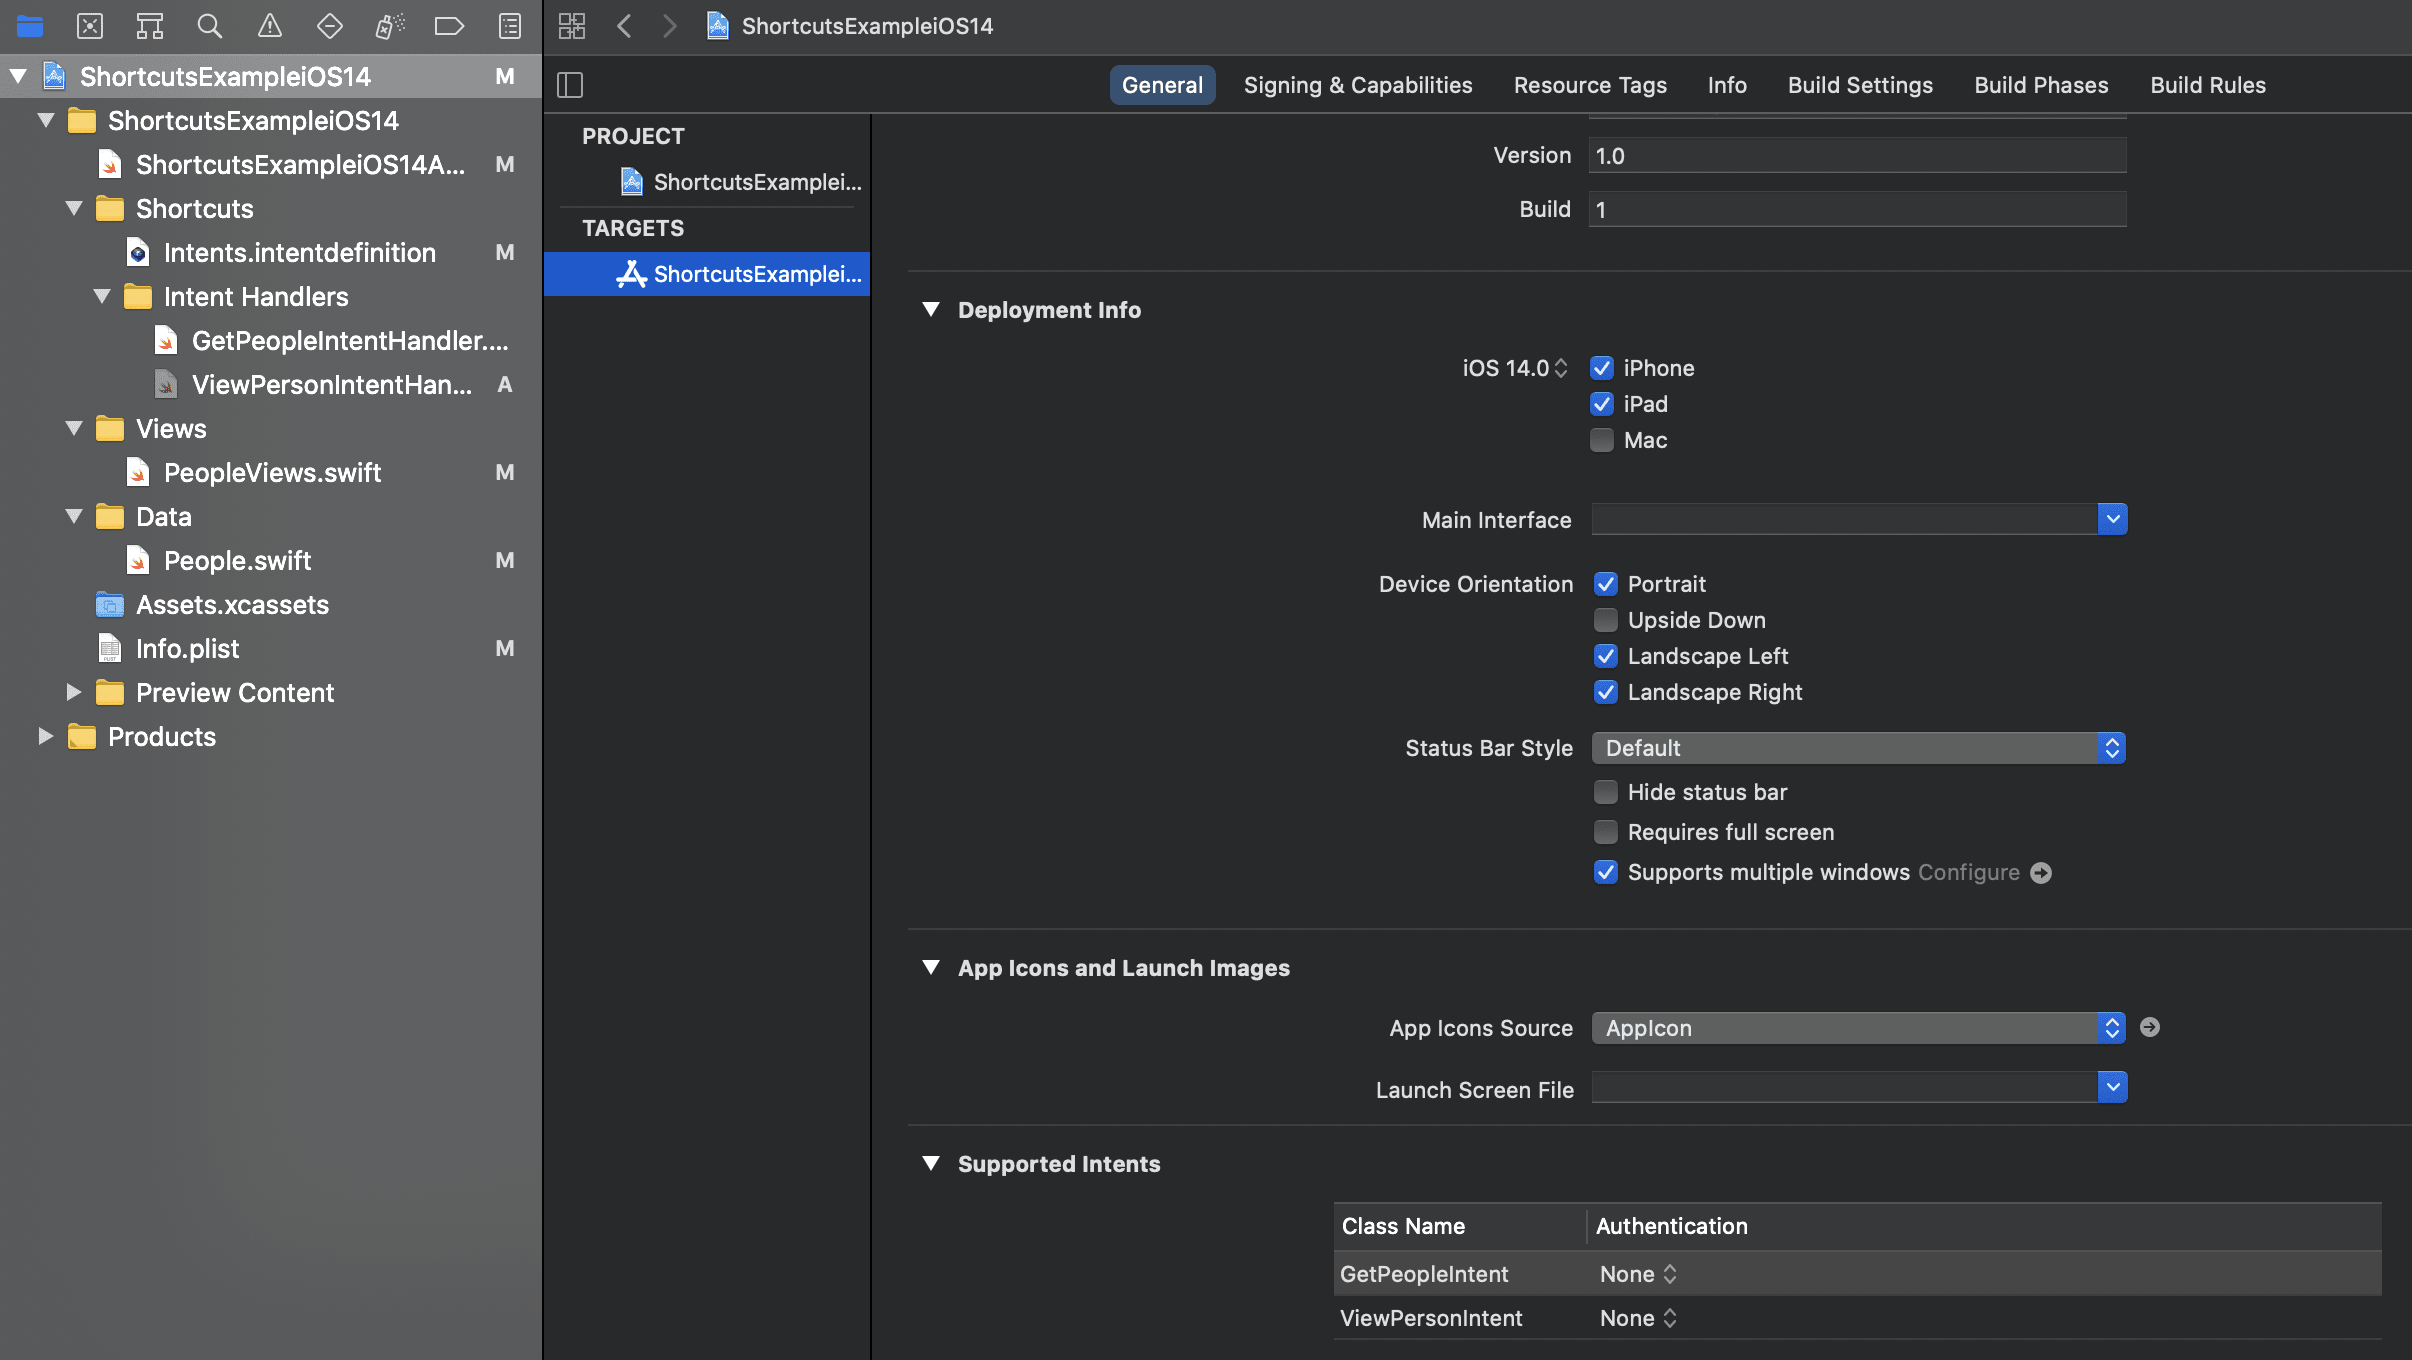 ShortcutsExampleiOS14 M
ShortcutsExampleiOS14
ShortcutsExampleiOS14A... M
Shortcuts
Intents.intentdefinition M
Intent Handlers
GetPeopleIntentHandler....
ViewPersonIntentHan... A
Views
PeopleViews.swift M
Data
People.swift M
Assets.xcassets
Info.plist M
Preview Content
Products
ShortcutsExampleiOS14
General Signing & Capabilities Resource Tags Info Build Settings Build Phases Build Rules
PROJECT
ShortcutsExamplei...
TARGETS
ShortcutsExamplei...
Version 1.0
Build 1
Deployment Info
iOS 14.0 iPhone
iPad
Mac
Main Interface
Device Orientation Portrait
Upside Down
Landscape Left
Landscape Right
Status Bar Style Default
Hide status bar
Requires full screen
Supports multiple windows Configure
App Icons and Launch Images
App Icons Source AppIcon
Launch Screen File
Supported Intents
Class Name Authentication
GetPeopleIntent None
ViewPersonIntent None